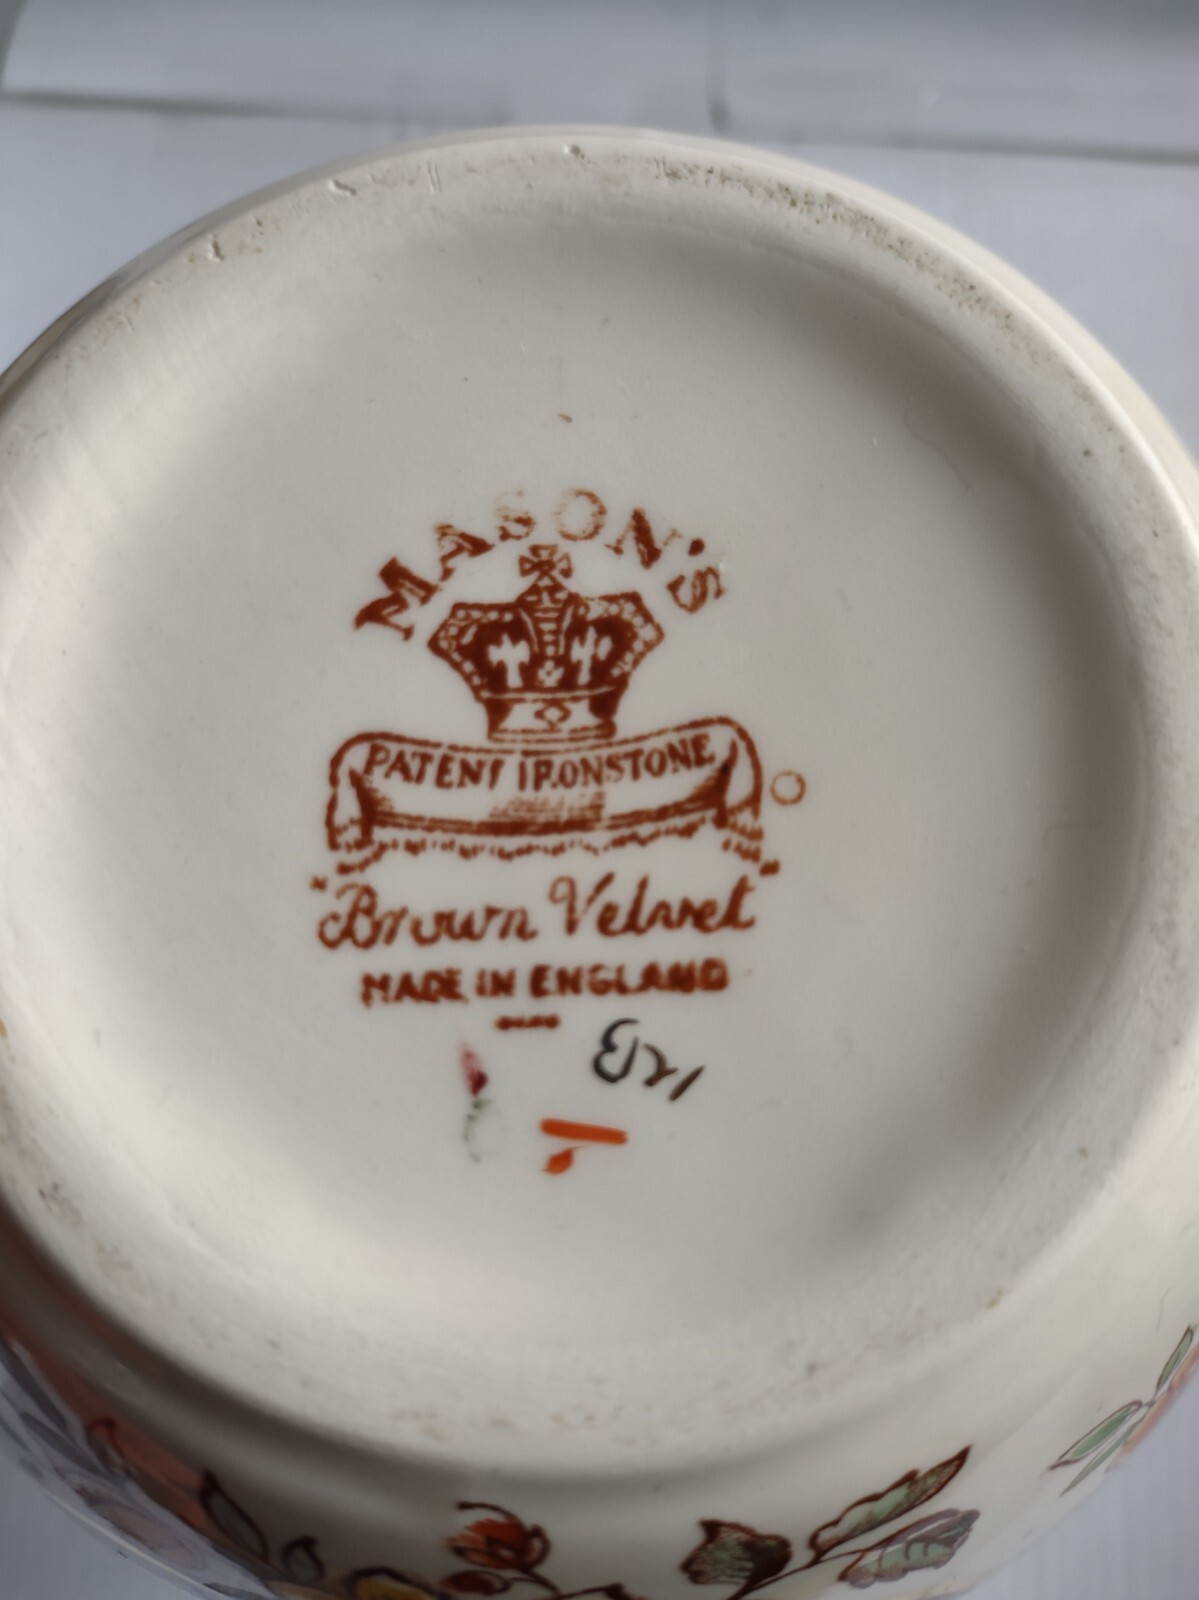 MASON'S
PATENT IRONSTONE
"Brown Velvet"
MADE IN ENGLAND